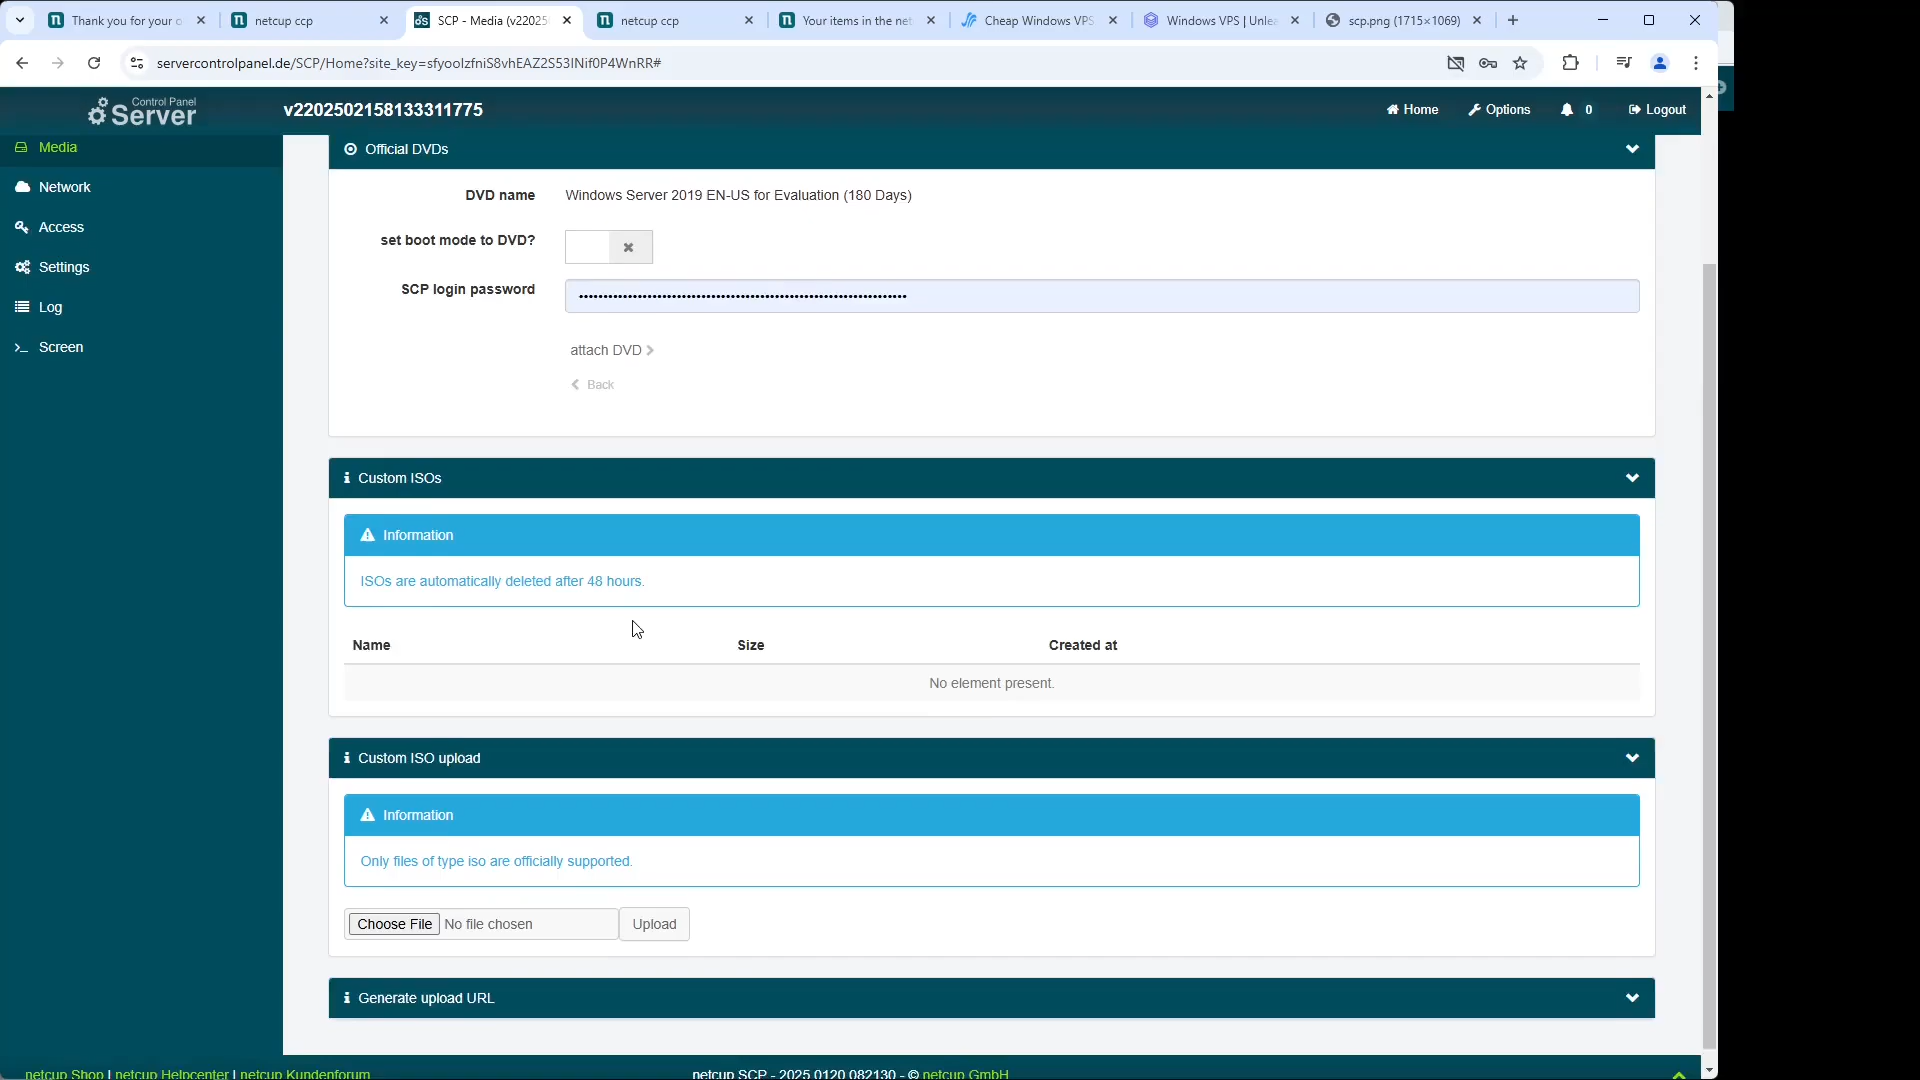 Thank you for your o
netcup ccp
SCP - Media (v22025
netcup ccp
Your items in the net
Cheap Windows VPS
Windows VPS | Unlea
scp.png (1715×1069)
servercontrolpanel.de/SCP/Home?site_key=sfyoolzfniS8vhEAZ2S53lNif0P4WnRR#
Control Panel
Server
v2202502158133311775
Home
Options
0
Logout
Media
Network
Access
Settings
Log
Screen
Official DVDs
DVD name
Windows Server 2019 EN-US for Evaluation (180 Days)
set boot mode to DVD?
SCP login password
attach DVD
Back
Custom ISOs
Information
ISOs are automatically deleted after 48 hours.
Name Size Created at
No element present.
Custom ISO upload
Information
Only files of type iso are officially supported.
Choose File No file chosen Upload
Generate upload URL
netcup Shop | netcup Helpcenter | netcup Kundenforum
netcup SCP - 2025 0120 082130 - © netcup GmbH